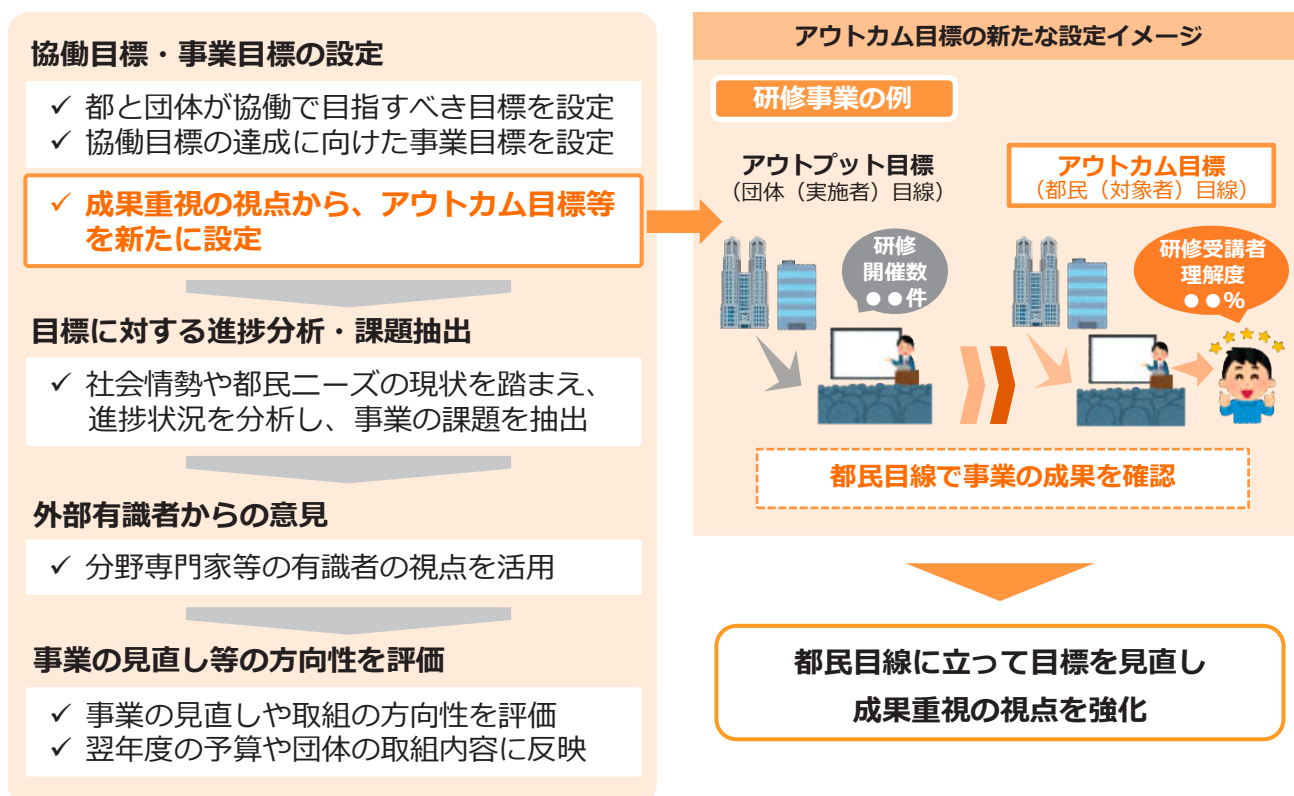 協働目標・事業目標の設定
✓ 都と団体が協働で目指すべき目標を設定
✓ 協働目標の達成に向けた事業目標を設定
✓ 成果重視の視点から、アウトカム目標等
を新たに設定
目標に対する進捗分析・課題抽出
✓ 社会情勢や都民ニーズの現状を踏まえ、
進捗状況を分析し、事業の課題を抽出
外部有識者からの意見
✓ 分野専門家等の有識者の視点を活用
事業の見直し等の方向性を評価
✓ 事業の見直しや取組の方向性を評価
✓ 翌年度の予算や団体の取組内容に反映
アウトカム目標の新たな設定イメージ
研修事業の例
アウトプット目標
（団体（実施者）目線）
研修
開催数
●●件
アウトカム目標
（都民（対象者）目線）
研修受講者
理解度
●●％
都民目線で事業の成果を確認
都民目線に立って目標を見直し
成果重視の視点を強化